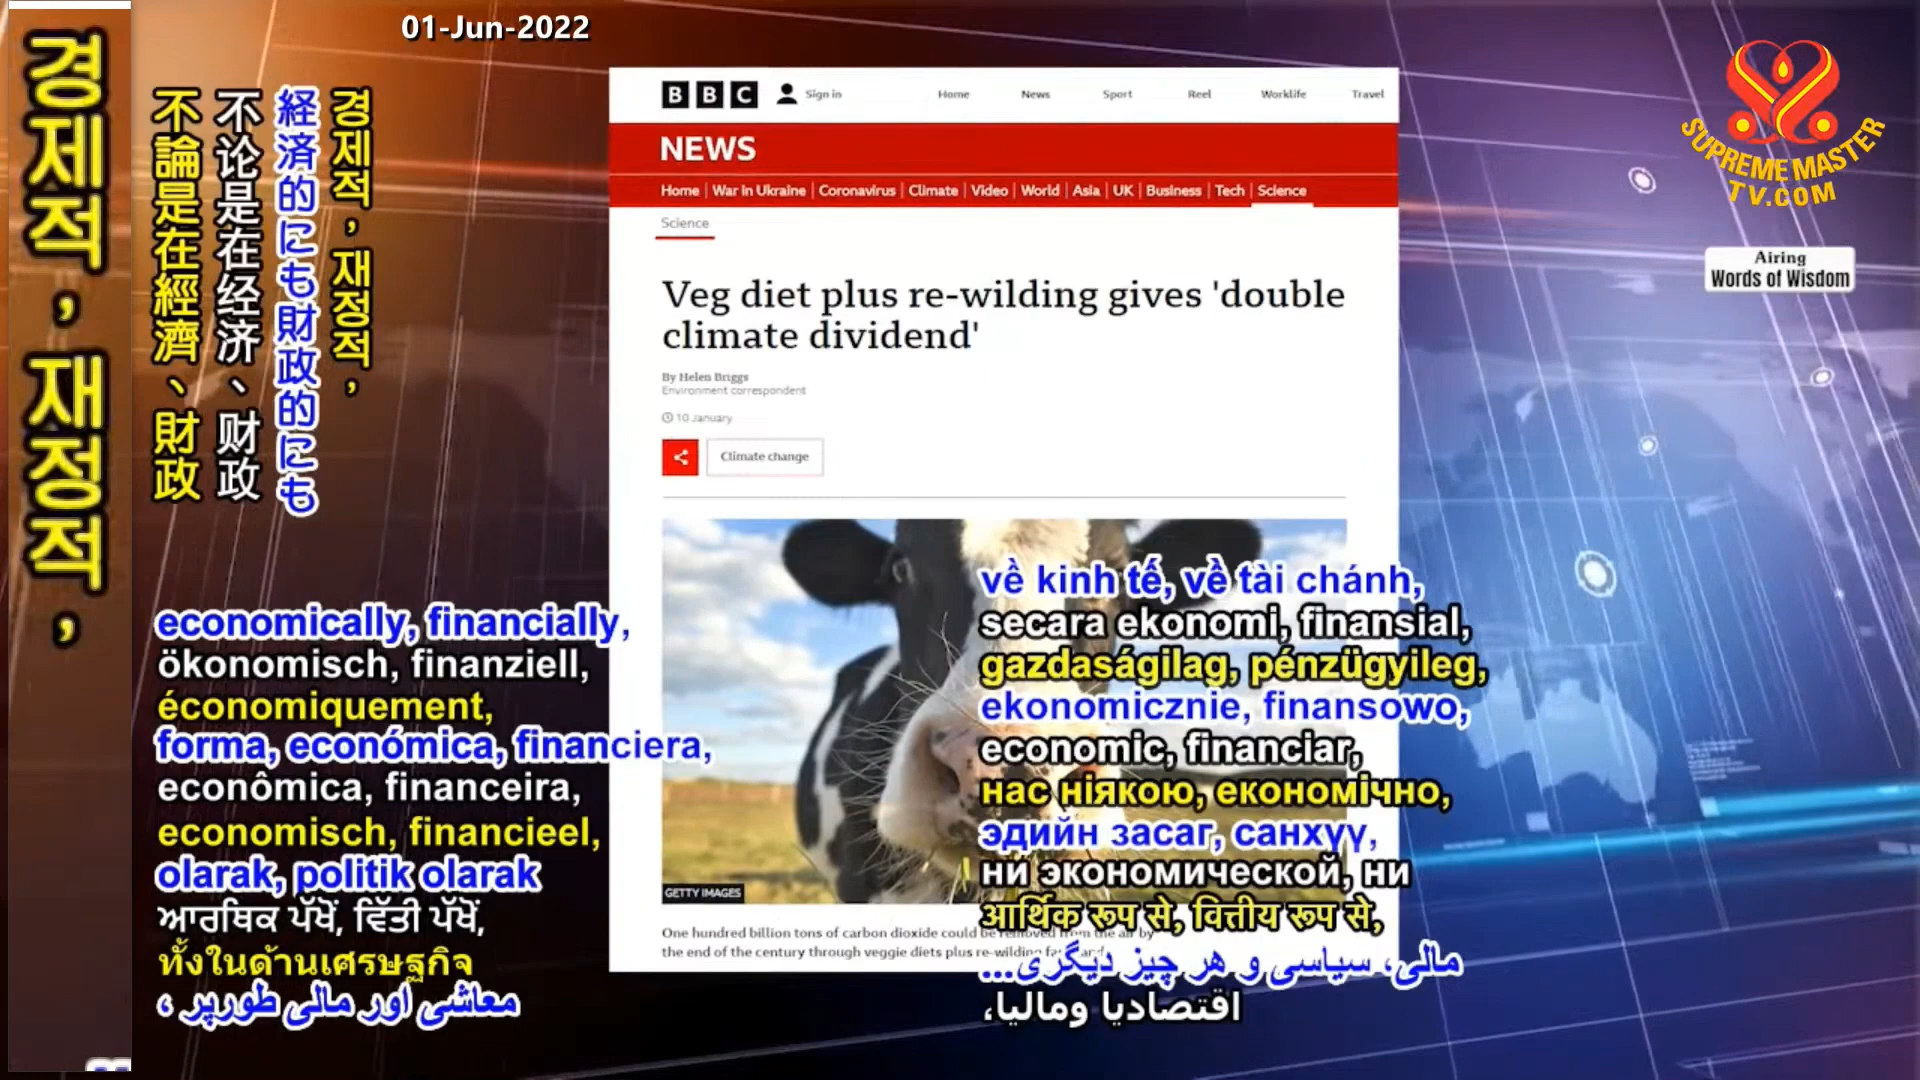 01-Jun-2022
경제적, 재정적,
不論是在經濟、財政
不论是在经济、财政
経済的にも財政的にも
경제적, 재정적,
BBC
Sign in
Home
News
Sport
Reel
Worklife
Travel
NEWS
Home | War in Ukraine | Coronavirus | Climate | Video | World | Asia | UK | Business | Tech | Science
Science
Veg diet plus re-wilding gives 'double
climate dividend'
By Helen Briggs
Environment correspondent
10 January
Climate change
GETTY IMAGES
One hundred billion tons of carbon dioxide could be removed from the air by
the end of the century through veggie diets plus re-wilding
SUPREME MASTER
TV.COM
Airing
Words of Wisdom
economically, financially,
ökonomisch, finanziell,
économiquement,
forma, económica, financiera,
econômica, financeira,
economisch, financieel,
olarak, politik olarak
ਆਰਥਿਕ ਪੱਖੋਂ, ਵਿੱਤੀ ਪੱਖੋਂ,
ทั้งในด้านเศรษฐกิจ
معاشی اور مالی طورپر ،
về kinh tế, về tài chánh,
secara ekonomi, finansial,
gazdaságilag, pénzügyileg,
ekonomicznie, finansowo,
economic, financiar,
нас ніякою, економічно,
эдийн засаг, санхүү,
ни экономической, ни
आर्थिक रूप से, वित्तीय रूप से,
مالی، سیاسی و هر چیز دیگری...
اقتصاديا وماليا،